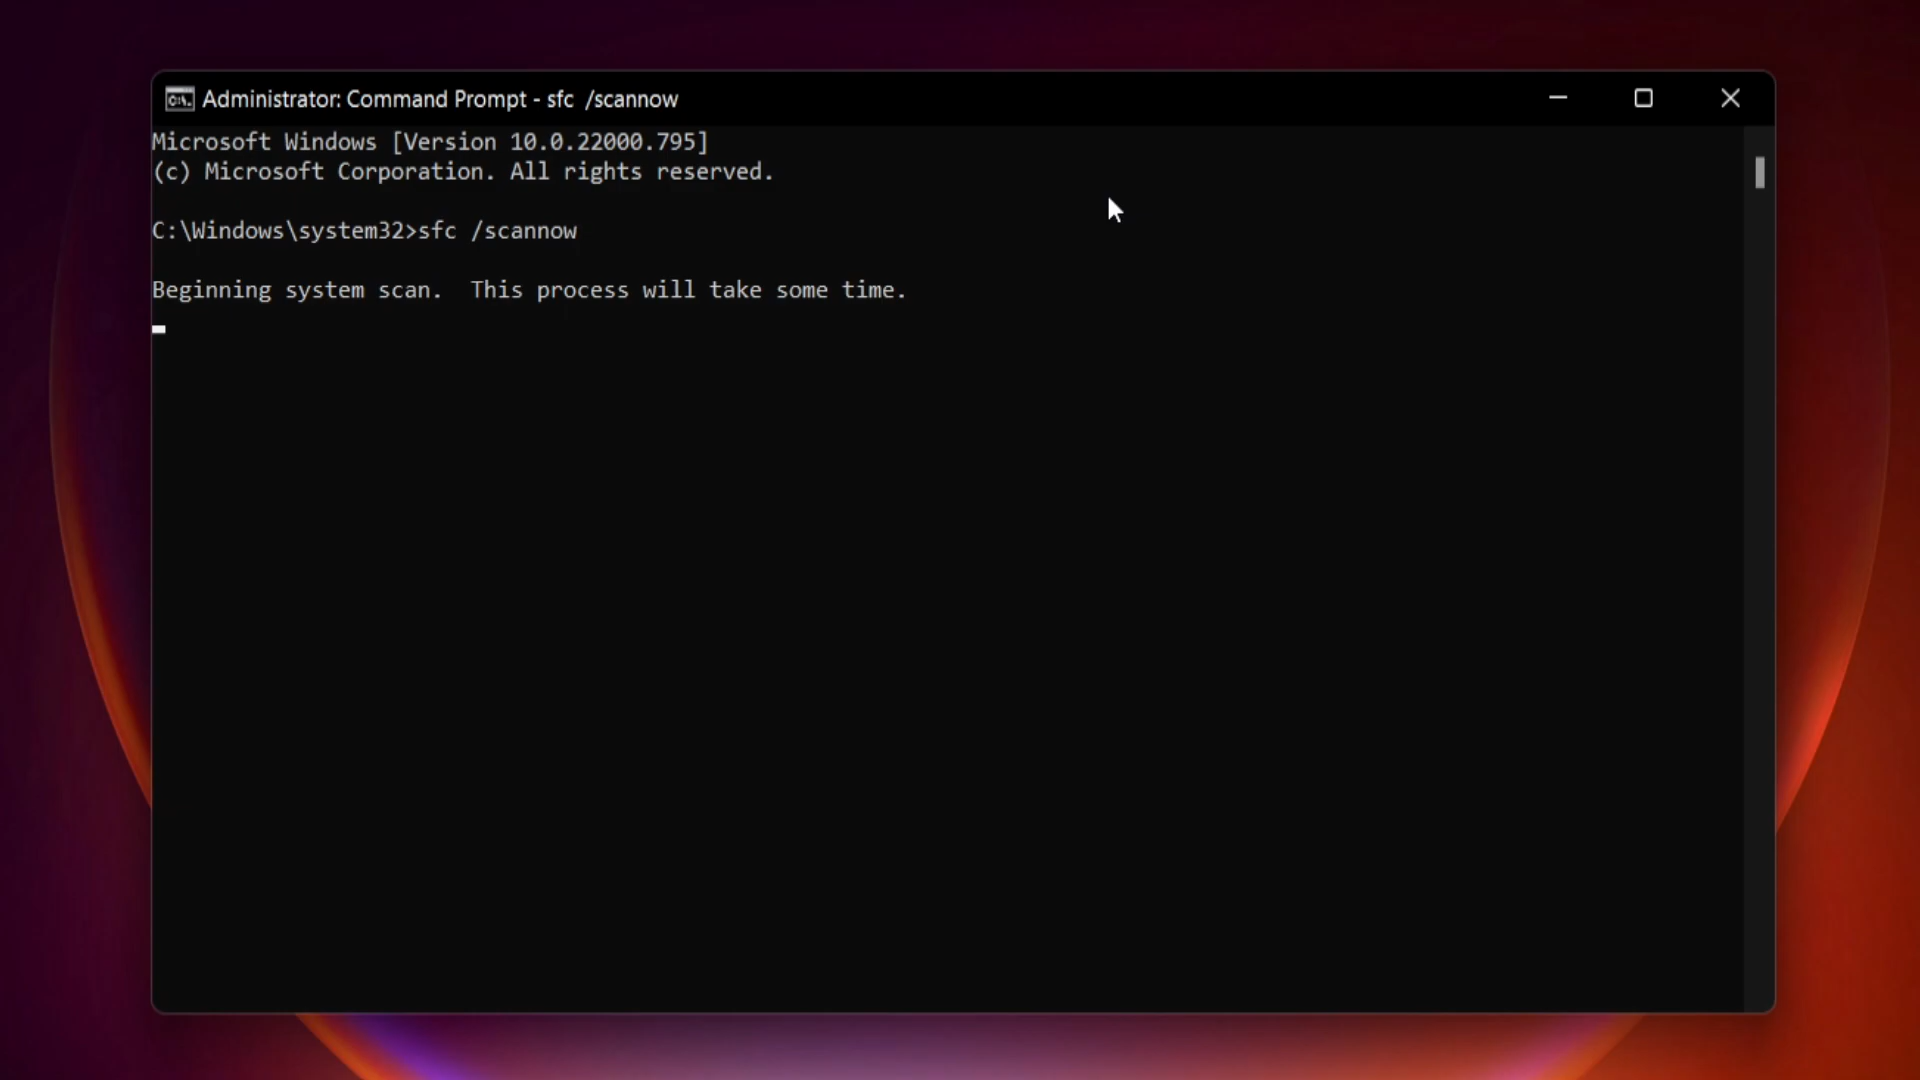 Administrator: Command Prompt - sfc  /scannow
Microsoft Windows [Version 10.0.22000.795]
(c) Microsoft Corporation. All rights reserved.
C:\Windows\system32>sfc /scannow
Beginning system scan.  This process will take some time.